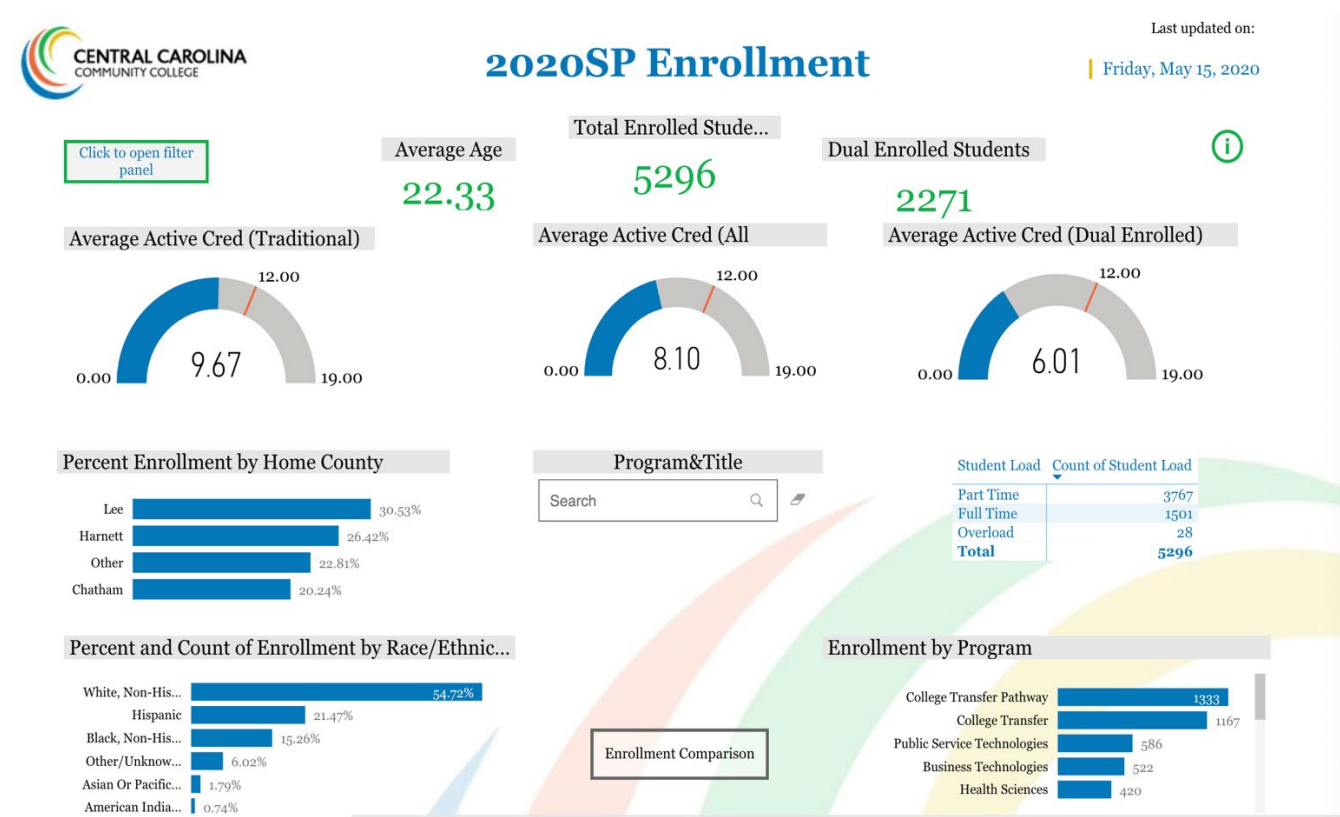 CENTRAL CAROLINA
COMMUNITY COLLEGE
2020SP Enrollment
Last updated on:
Friday, May 15, 2020
Click to open filter
panel
Average Age
22.33
Total Enrolled Stude...
5296
Dual Enrolled Students
2271
i
Average Active Cred (Traditional)
12.00
9.67
0.00
19.00
Average Active Cred (All
12.00
8.10
0.00
19.00
Average Active Cred (Dual Enrolled)
12.00
6.01
0.00
19.00
Percent Enrollment by Home County
Lee 30.53%
Harnett 26.42%
Other 22.81%
Chatham 20.24%
Program&Title
Search
Student Load Count of Student Load
Part Time 3767
Full Time 1501
Overload 28
Total 5296
Percent and Count of Enrollment by Race/Ethnic...
White, Non-His... 54.72%
Hispanic 21.47%
Black, Non-His... 15.26%
Other/Unknow... 6.02%
Asian Or Pacific... 1.79%
American India... 0.74%
Enrollment Comparison
Enrollment by Program
College Transfer Pathway 1333
College Transfer 1167
Public Service Technologies 586
Business Technologies 522
Health Sciences 420